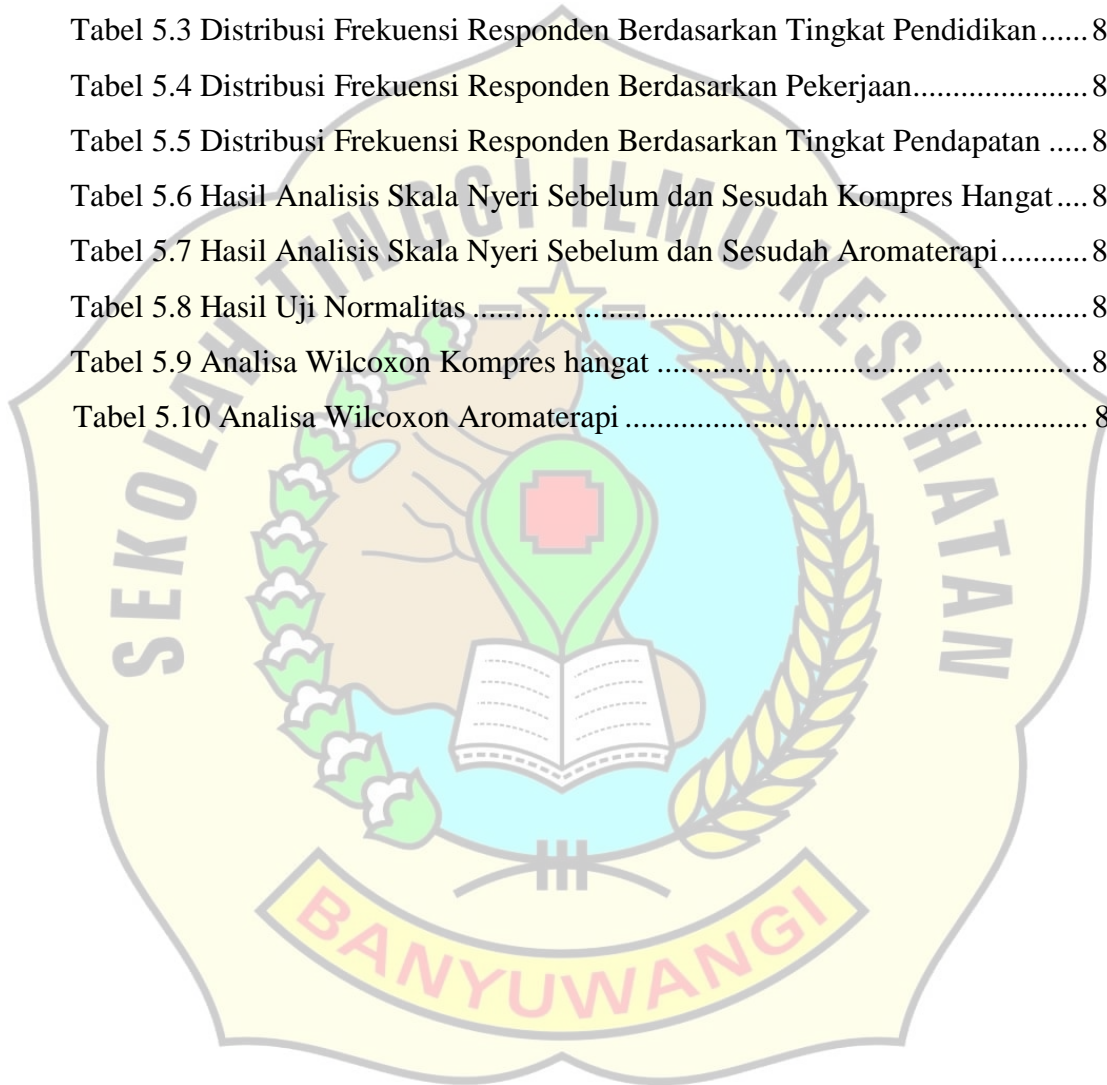 Tabel 5.3 Distribusi Frekuensi Responden Berdasarkan Tingkat Pendidikan ...... 8
Tabel 5.4 Distribusi Frekuensi Responden Berdasarkan Pekerjaan..................... 8
Tabel 5.5 Distribusi Frekuensi Responden Berdasarkan Tingkat Pendapatan ..... 8
Tabel 5.6 Hasil Analisis Skala Nyeri Sebelum dan Sesudah Kompres Hangat .... 8
Tabel 5.7 Hasil Analisis Skala Nyeri Sebelum dan Sesudah Aromaterapi........... 8
Tabel 5.8 Hasil Uji Normalitas ........................................................................... 8
Tabel 5.9 Analisa Wilcoxon Kompres hangat .................................................... 8
Tabel 5.10 Analisa Wilcoxon Aromaterapi ........................................................ 8
SEKOLAH TINGGI ILMU KESEHATAN
BANYUWANGI